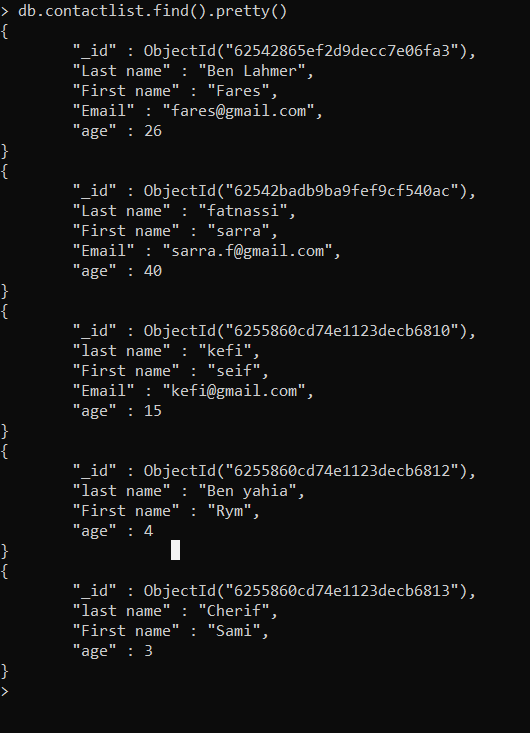 > db.contactlist.find().pretty()
{
"_id" : ObjectId("62542865ef2d9decc7e06fa3"),
"Last name" : "Ben Lahmer",
"First name" : "Fares",
"Email" : "fares@gmail.com",
"age" : 26
}
{
"_id" : ObjectId("62542badb9ba9fef9cf540ac"),
"Last name" : "fatnassi",
"First name" : "sarra",
"Email" : "sarra.f@gmail.com",
"age" : 40
}
{
"_id" : ObjectId("6255860cd74e1123decb6810"),
"last name" : "kefi",
"First name" : "seif",
"Email" : "kefi@gmail.com",
"age" : 15
}
{
"_id" : ObjectId("6255860cd74e1123decb6812"),
"last name" : "Ben yahia",
"First name" : "Rym",
"age" : 4
}
{
"_id" : ObjectId("6255860cd74e1123decb6813"),
"last name" : "Cherif",
"First name" : "Sami",
"age" : 3
}
>